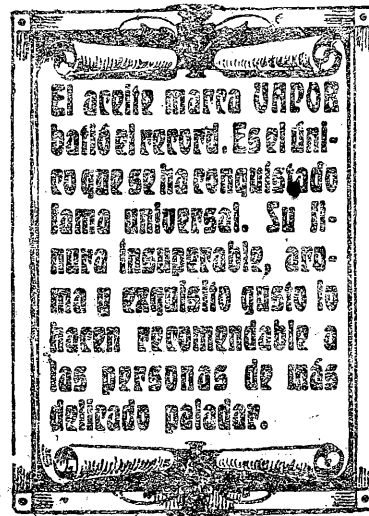 El aceite marca VAPOR
batió el record. Es el úni-
co que se ha conquistado
fama universal. Su fi-
nura insuperable, aro-
ma y exquisito gusto lo
hacen recomendable a
las personas de más
delicado paladar.